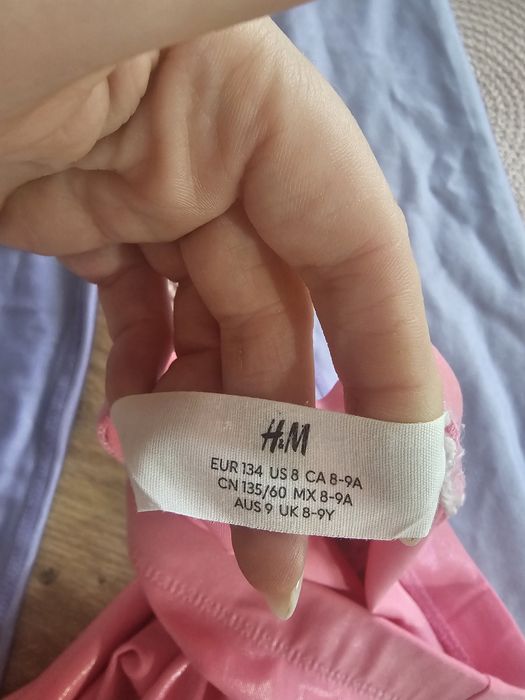 H&M
EUR 134 US 8 CA 8-9A
CN 135/60 MX 8-9A
AUS 9 UK 8-9Y